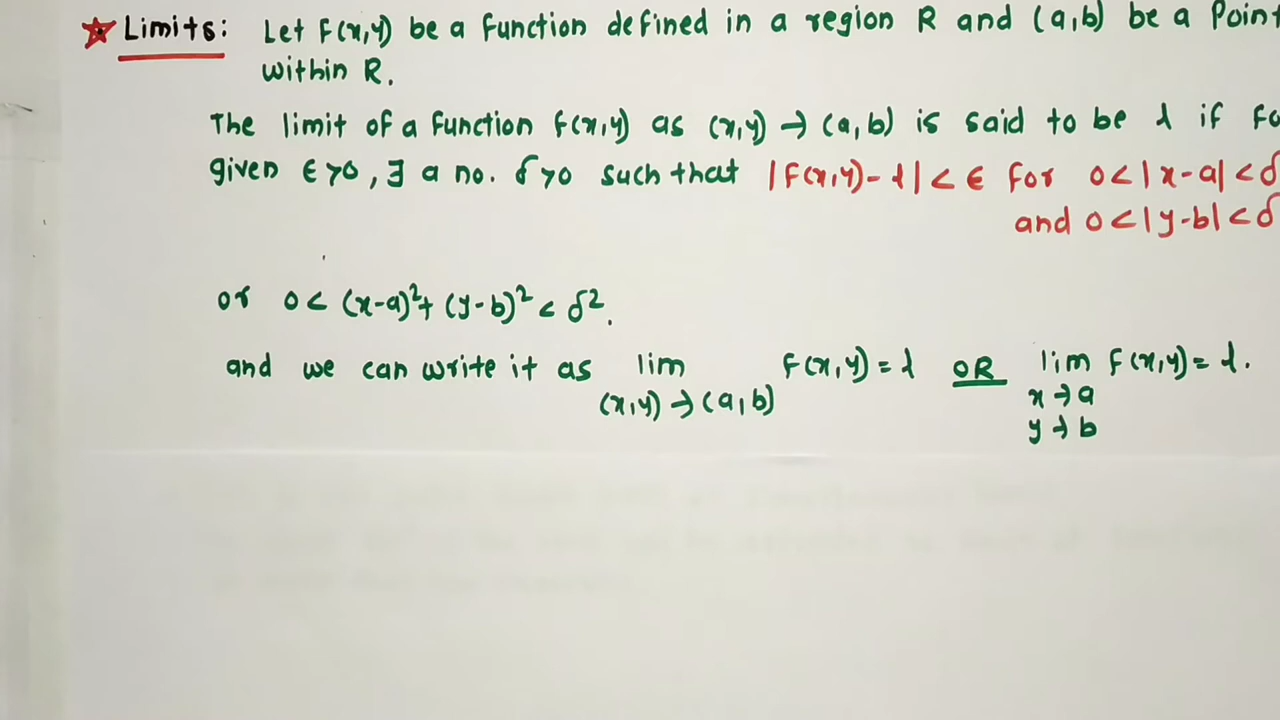 Limits: Let f(x,y) be a function defined in a region R and (a,b) be a Point
within R.
The limit of a function f(x,y) as (x,y) → (a,b) is said to be l if fo
given ε>0, ∃ a no. δ>0 such that |f(x,y)-l| < ε for 0<|x-a|<δ
and 0<|y-b|<δ
or 0 < (x-a)²+ (y-b)² < δ².
and we can write it as lim f(x,y) = l OR lim f(x,y) = l.
(x,y) → (a,b) x → a
y → b